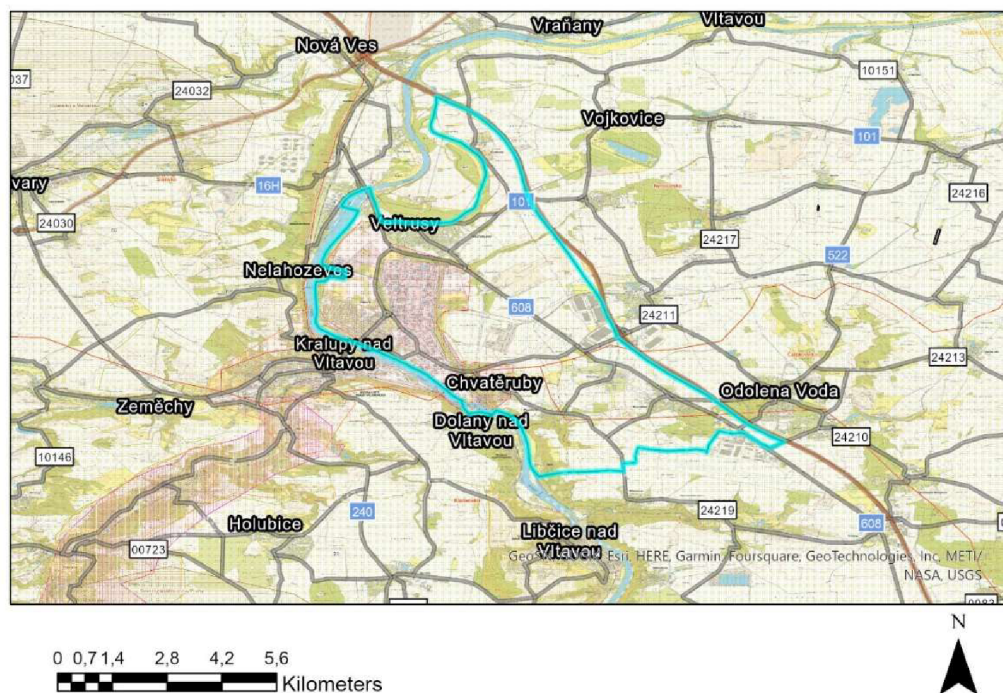 Vltavou
Vraňany
Nová Ves
10151
24032
Vojkovice
101
16H
vary
24216
101
24030
Veltrusy
24217
522
Nelahozeves
608
24211
Kralupy nad
Vltavou
24213
Chvatěruby
Odolena Voda
Zeměchy
Dolany nad
Vltavou
24210
10146
240
24219
Holubice
608
Libčice nad
Vltavou
00723
Esri, HERE, Garmin, Foursquare, GeoTechnologies, Inc, METI/
NASA, USGS
N
0 0,7 1,4 2,8 4,2 5,6
Kilometers